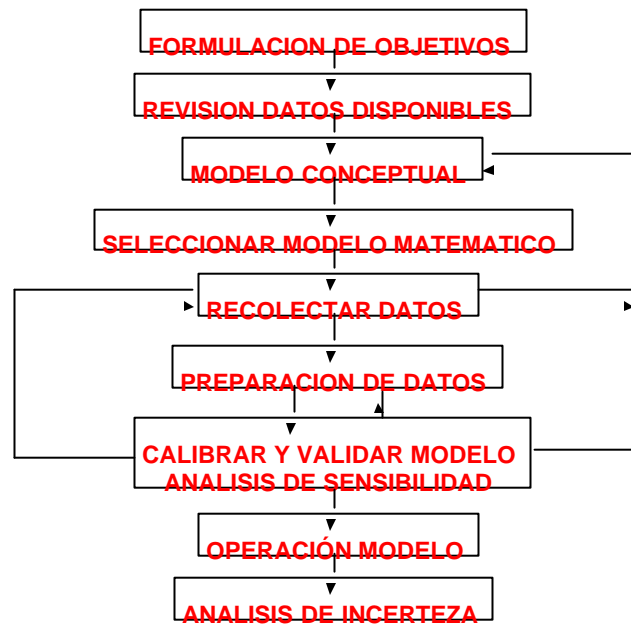 FORMULACION DE OBJETIVOS
REVISION DATOS DISPONIBLES
MODELO CONCEPTUAL
SELECCIONAR MODELO MATEMATICO
RECOLECTAR DATOS
PREPARACION DE DATOS
CALIBRAR Y VALIDAR MODELO
ANALISIS DE SENSIBILIDAD
OPERACIÓN MODELO
ANALISIS DE INCERTEZA